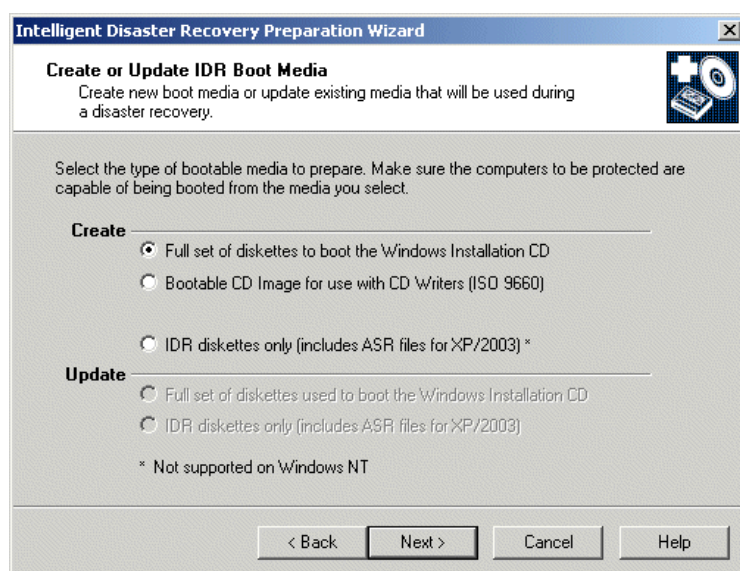 Intelligent Disaster Recovery Preparation Wizard
Create or Update IDR Boot Media
Create new boot media or update existing media that will be used during
a disaster recovery.
Select the type of bootable media to prepare. Make sure the computers to be protected are
capable of being booted from the media you select.
Create
Full set of diskettes to boot the Windows Installation CD
Bootable CD Image for use with CD Writers (ISO 9660)
IDR diskettes only (includes ASR files for XP/2003) *
Update
Full set of diskettes used to boot the Windows Installation CD
IDR diskettes only (includes ASR files for XP/2003)
* Not supported on Windows NT
< Back Next > Cancel Help